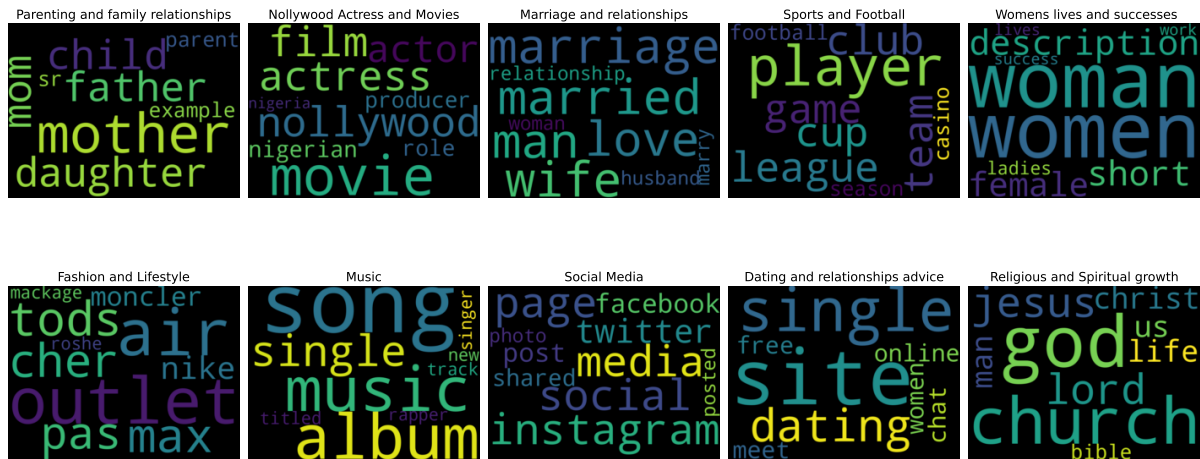 Parenting and family relationships
child parent
mom sr father
example
mother
daughter
Nollywood Actress and Movies
film actor
actress
nigeria producer
nollywood
nigerian role
movie
Marriage and relationships
marriage
relationship
married
woman
man love marry
wife husband
Sports and Football
football club
player
game casino
cup team
league
season
Womens lives and successes
lives work
description
success
woman
women
ladies
female short
Fashion and Lifestyle
mackage moncler
tods air
roshe
cher nike
outlet
pas max
Music
song singer
single new
track
music
titled rapper
album
Social Media
page facebook
photo twitter
post media
shared posted
social
instagram
Dating and relationships advice
single
free online
site women
dating chat
meet
Religious and Spiritual growth
jesus christ
god us
man life
lord
church
bible